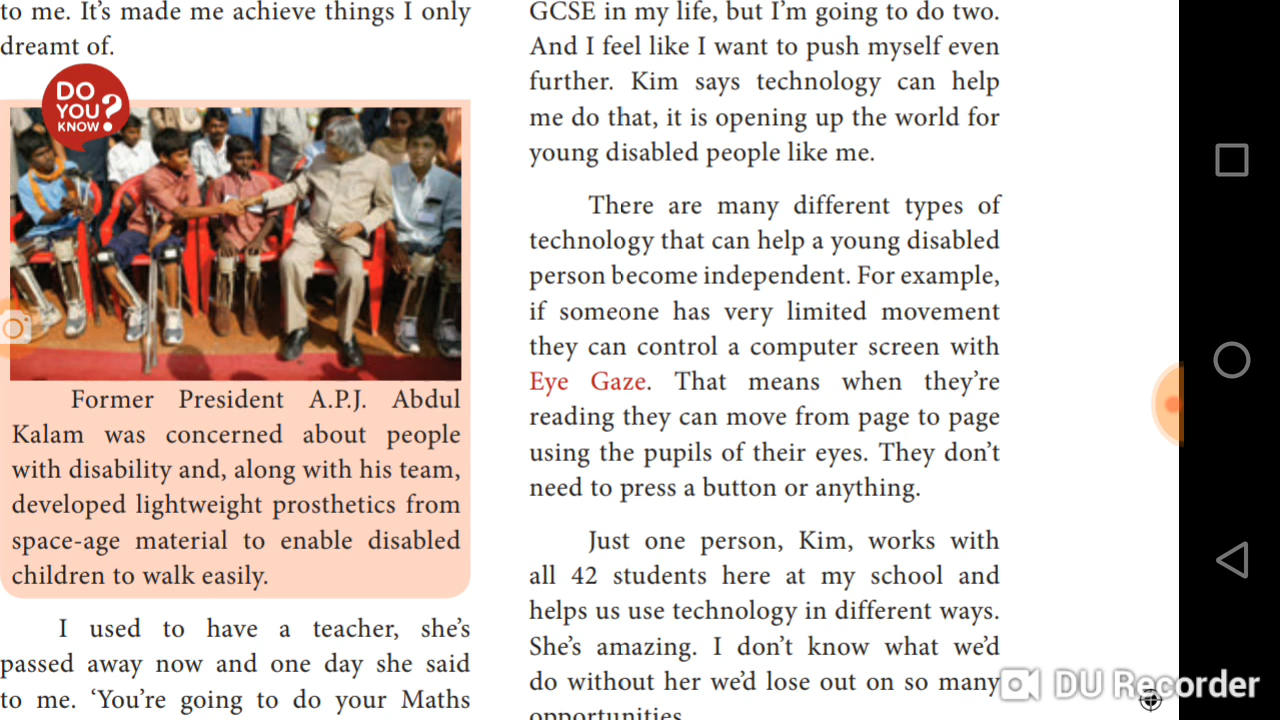 to me. It's made me achieve things I only
dreamt of.
DO
YOU
KNOW
?
Former President A.P.J. Abdul
Kalam was concerned about people
with disability and, along with his team,
developed lightweight prosthetics from
space-age material to enable disabled
children to walk easily.
I used to have a teacher, she's
passed away now and one day she said
to me. ‘You're going to do your Maths
GCSE in my life, but I'm going to do two.
And I feel like I want to push myself even
further. Kim says technology can help
me do that, it is opening up the world for
young disabled people like me.
There are many different types of
technology that can help a young disabled
person become independent. For example,
if someone has very limited movement
they can control a computer screen with
Eye Gaze. That means when they're
reading they can move from page to page
using the pupils of their eyes. They don't
need to press a button or anything.
Just one person, Kim, works with
all 42 students here at my school and
helps us use technology in different ways.
She's amazing. I don't know what we'd
do without her we'd lose out on so many
opportunities
DU Recorder